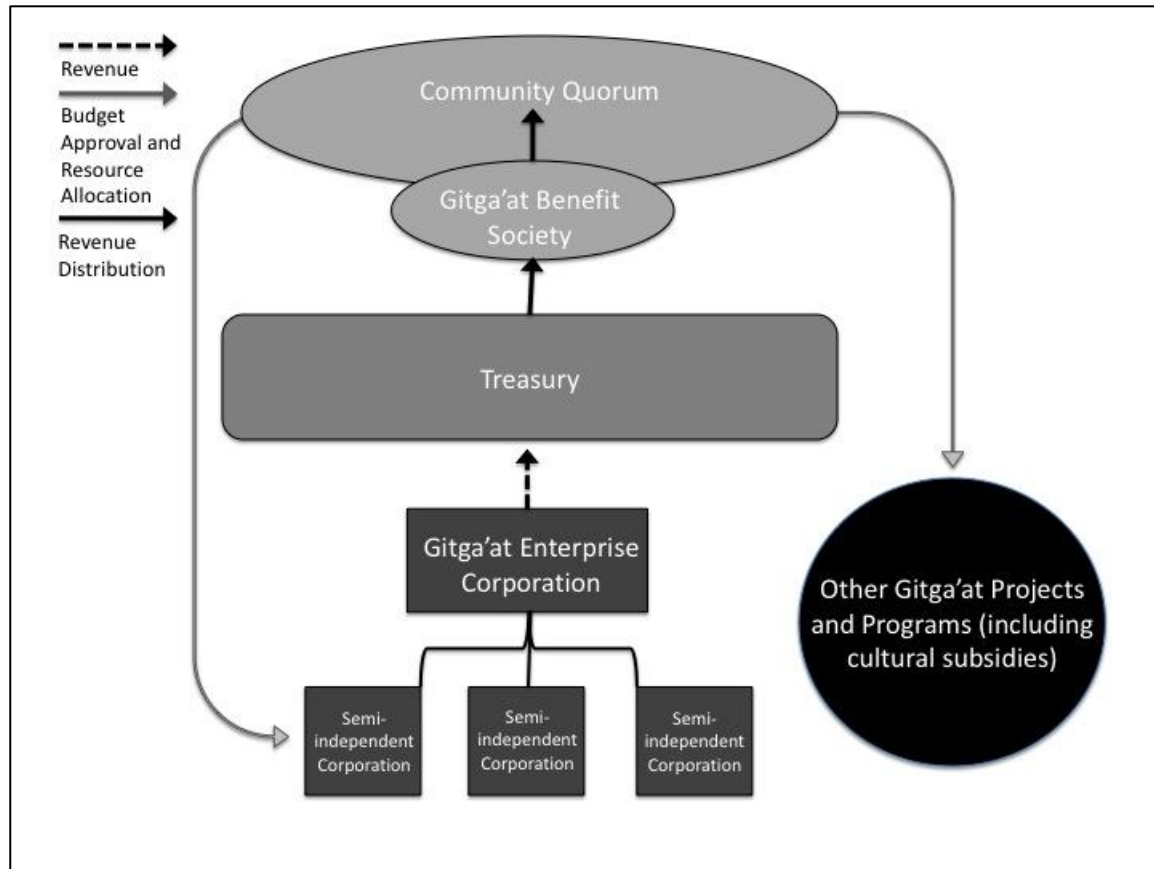 Revenue
Budget
Approval and
Resource
Allocation
Revenue
Distribution
Community Quorum
Gitga’at Benefit
Society
Treasury
Gitga’at Enterprise
Corporation
Other Gitga’at Projects
and Programs (including
cultural subsidies)
Semi-
independent
Corporation
Semi-
independent
Corporation
Semi-
independent
Corporation